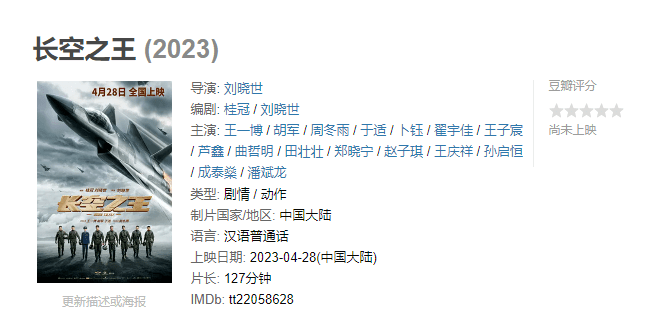 长空之王 (2023)
4月28日 全国上映
长空之王
更新描述或海报
导演: 刘晓世
编剧: 桂冠 / 刘晓世
主演: 王一博 / 胡军 / 周冬雨 / 于适 / 卜钰 / 翟宇佳 / 王子宸
/ 芦鑫 / 曲哲明 / 田壮壮 / 郑晓宁 / 赵子琪 / 王庆祥 / 孙启恒
/ 成泰燊 / 潘斌龙
类型: 剧情 / 动作
制片国家/地区: 中国大陆
语言: 汉语普通话
上映日期: 2023-04-28(中国大陆)
片长: 127分钟
IMDb: tt22058628
豆瓣评分
尚未上映